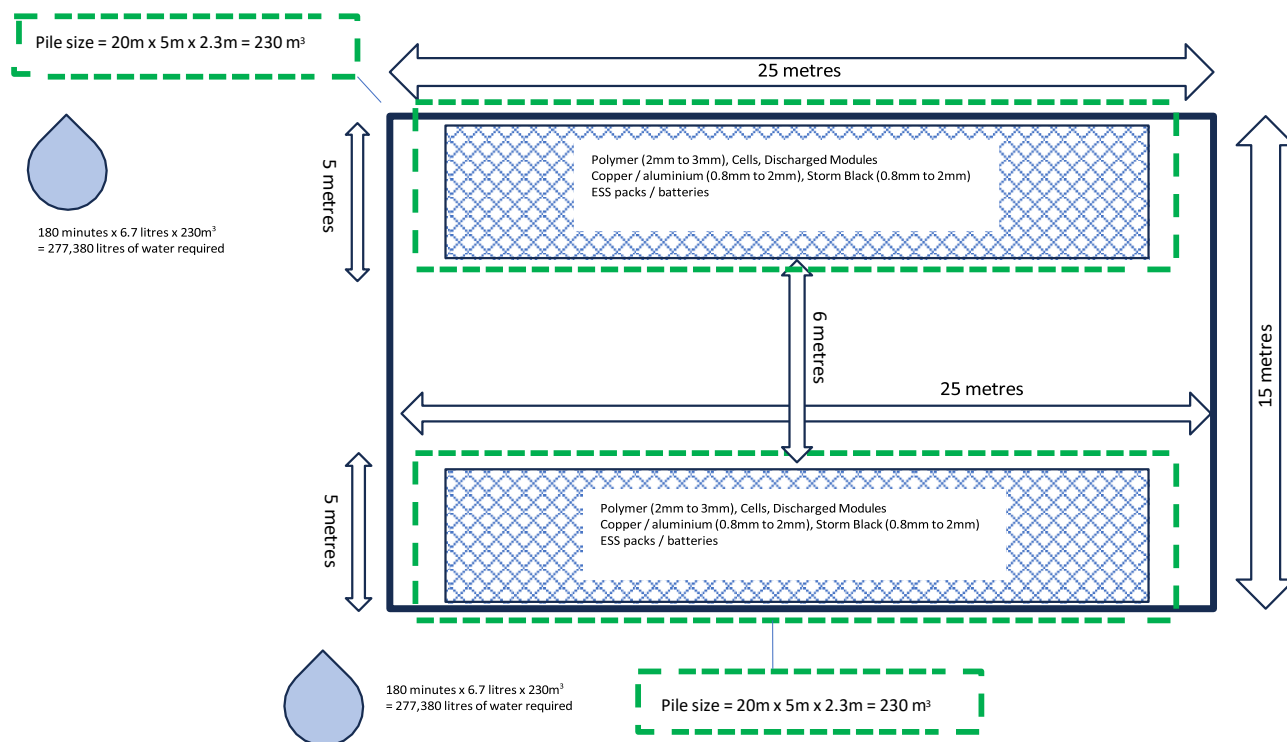 Pile size = 20m x 5m x 2.3m = 230 m³
25 metres
5 metres
Polymer (2mm to 3mm), Cells, Discharged Modules
Copper / aluminium (0.8mm to 2mm), Storm Black (0.8mm to 2mm)
ESS packs / batteries
180 minutes x 6.7 litres x 230m³
= 277,380 litres of water required
6 metres
15 metres
25 metres
5 metres
Polymer (2mm to 3mm), Cells, Discharged Modules
Copper / aluminium (0.8mm to 2mm), Storm Black (0.8mm to 2mm)
ESS packs / batteries
180 minutes x 6.7 litres x 230m³
= 277,380 litres of water required
Pile size = 20m x 5m x 2.3m = 230 m³